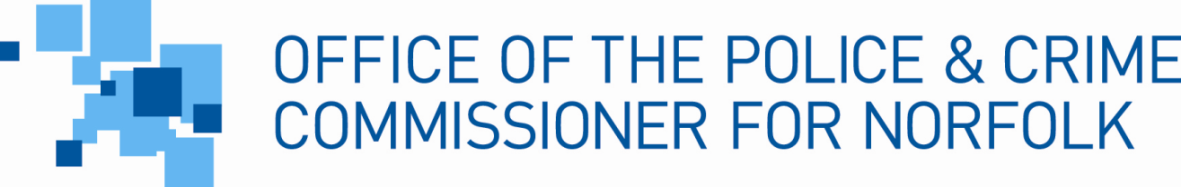 OFFICE OF THE POLICE & CRIME
COMMISSIONER FOR NORFOLK